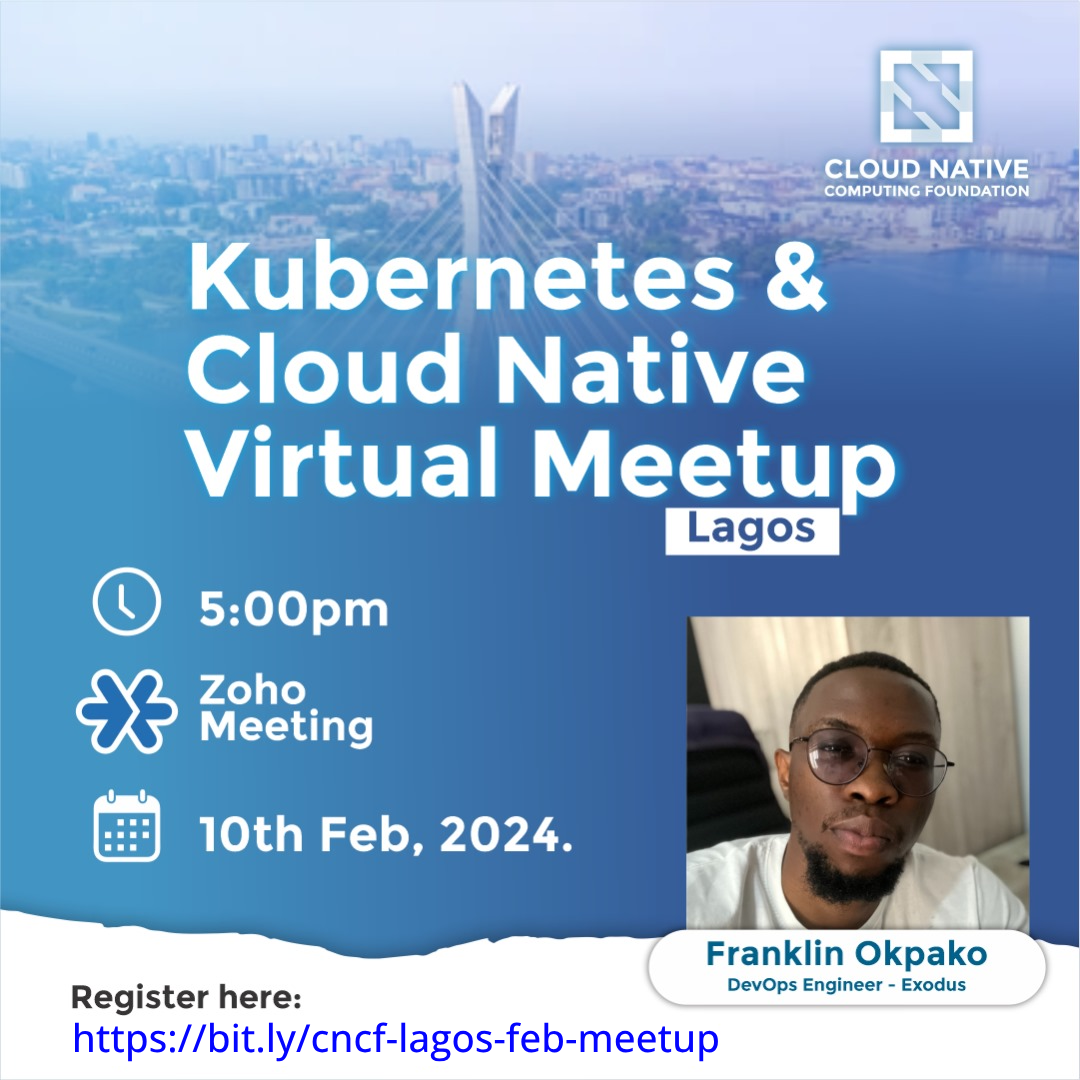 CLOUD NATIVE
COMPUTING FOUNDATION
Kubernetes &
Cloud Native
Virtual Meetup
Lagos
5:00pm
Zoho
Meeting
10th Feb, 2024.
Franklin Okpako
DevOps Engineer - Exodus
Register here:
https://bit.ly/cncf-lagos-feb-meetup